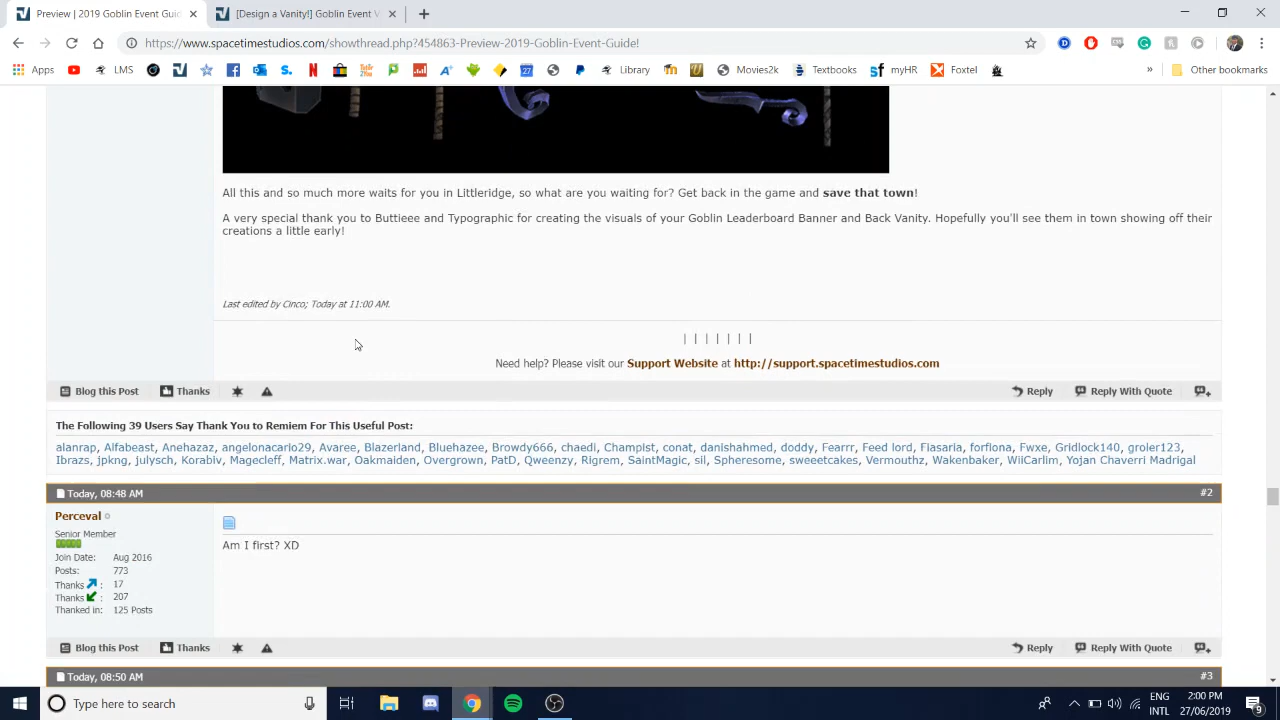 Preview | 2019 Goblin Event Guid
[Design a Vanity!] Goblin Event V
https://www.spacetimestudios.com/showthread.php?454863-Preview-2019-Goblin-Event-Guide!
Apps LMS 27 Library Movies2k Textbooks myHR Foxtel » Other bookmarks
All this and so much more waits for you in Littleridge, so what are you waiting for? Get back in the game and save that town!
A very special thank you to Buttieee and Typographic for creating the visuals of your Goblin Leaderboard Banner and Back Vanity. Hopefully you'll see them in town showing off their
creations a little early!
Last edited by Cinco; Today at 11:00 AM.
| | | | | | |
Need help? Please visit our Support Website at http://support.spacetimestudios.com
Blog this Post Thanks Reply Reply With Quote
The Following 39 Users Say Thank You to Remiem For This Useful Post:
alanrap, Alfabeast, Anehazaz, angelonacario29, Avaree, Blazerland, Bluehazee, Browdy666, chaedi, Champist, conat, danishahmed, doddy, Fearrr, Feed lord, Fiasaria, forfiona, Fwxe, Gridlock140, groler123,
Ibrazs, jpkng, julysch, Korabiv, Magecleff, Matrix.war, Oakmaiden, Overgrown, PatD, Qweenzy, Rigrem, SaintMagic, sil, Spheresome, sweeetcakes, Vermouthz, Wakenbaker, WiiCarlim, Yojan Chaverri Madrigal
Today, 08:48 AM #2
Perceval
Senior Member
Join Date: Aug 2016
Posts: 773
Thanks : 17
Thanks : 207
Thanked in: 125 Posts
Am I first? XD
Blog this Post Thanks Reply Reply With Quote
Today, 08:50 AM #3
Type here to search
ENG
INTL
2:00 PM
27/06/2019
9